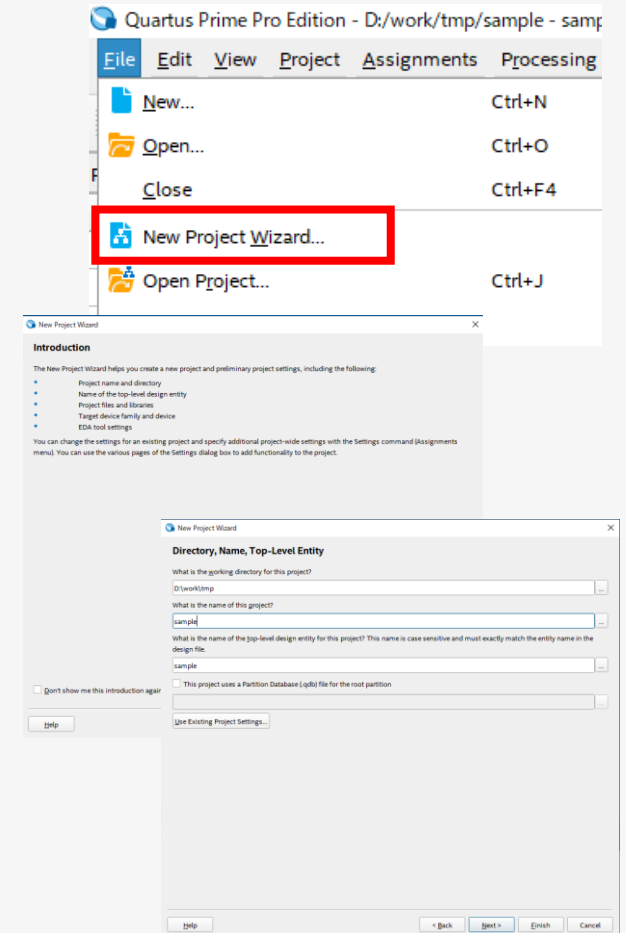 Quartus Prime Pro Edition - D:/work/tmp/sample - samp
File Edit View Project Assignments Processing
New... Ctrl+N
Open... Ctrl+O
Close Ctrl+F4
New Project Wizard...
Open Project... Ctrl+J
New Project Wizard
Introduction
The New Project Wizard helps you create a new project and preliminary project settings, including the following:
Project name and directory
Name of the top-level design entity
Project files and libraries
Target device family and device
EDA tool settings
You can change the settings for an existing project and specify additional project-wide settings with the Settings command (Assignments
menu). You can use the various pages of the Settings dialog box to add functionality to the project.
Don't show me this introduction again
Help
New Project Wizard
Directory, Name, Top-Level Entity
What is the working directory for this project?
D:\work\tmp
...
What is the name of this project?
sample
...
What is the name of the top-level design entity for this project? This name is case sensitive and must exactly match the entity name in the
design file.
sample
...
This project uses a Partition Database (.qdb) file for the root partition
...
Use Existing Project Settings...
Help < Back Next > Finish Cancel